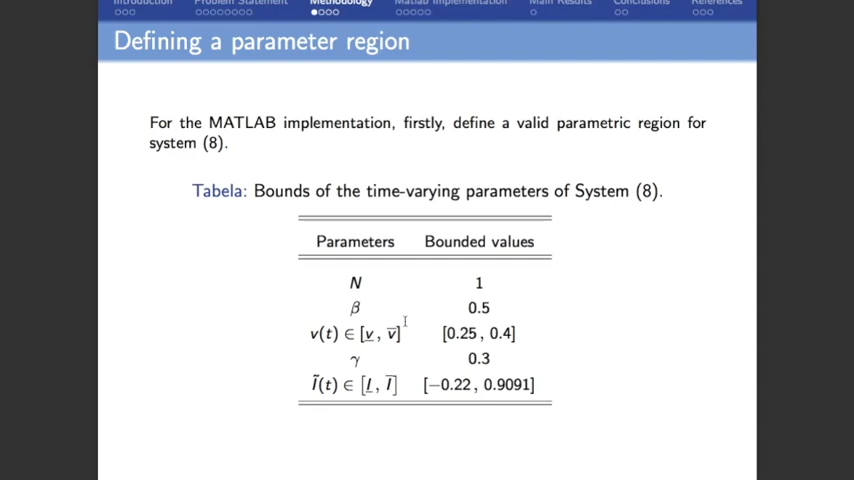 Introduction Problem Statement Methodology Matlab Implementation Main Results Conclusions References
Defining a parameter region
For the MATLAB implementation, firstly, define a valid parametric region for
system (8).
Tabela: Bounds of the time-varying parameters of System (8).
Parameters Bounded values
N 1
β 0.5
v(t) ∈ [v̲ , v̅] [0.25 , 0.4]
γ 0.3
Ĩ(t) ∈ [I̲ , I̅] [−0.22 , 0.9091]